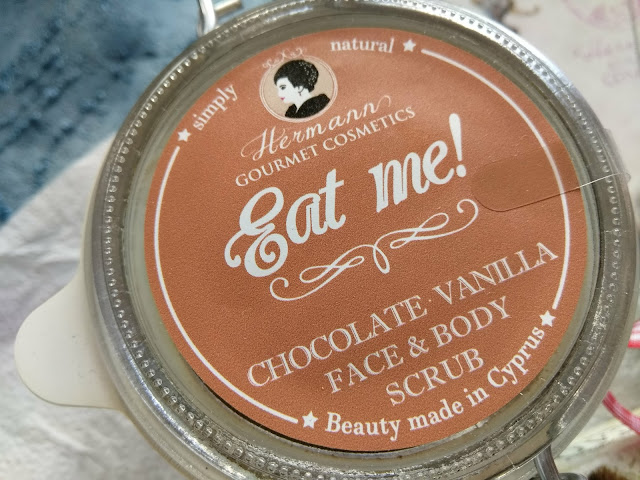 simply natural
Hermann
GOURMET COSMETICS
Eat me!
CHOCOLATE · VANILLA
FACE & BODY
SCRUB
Beauty made in Cyprus